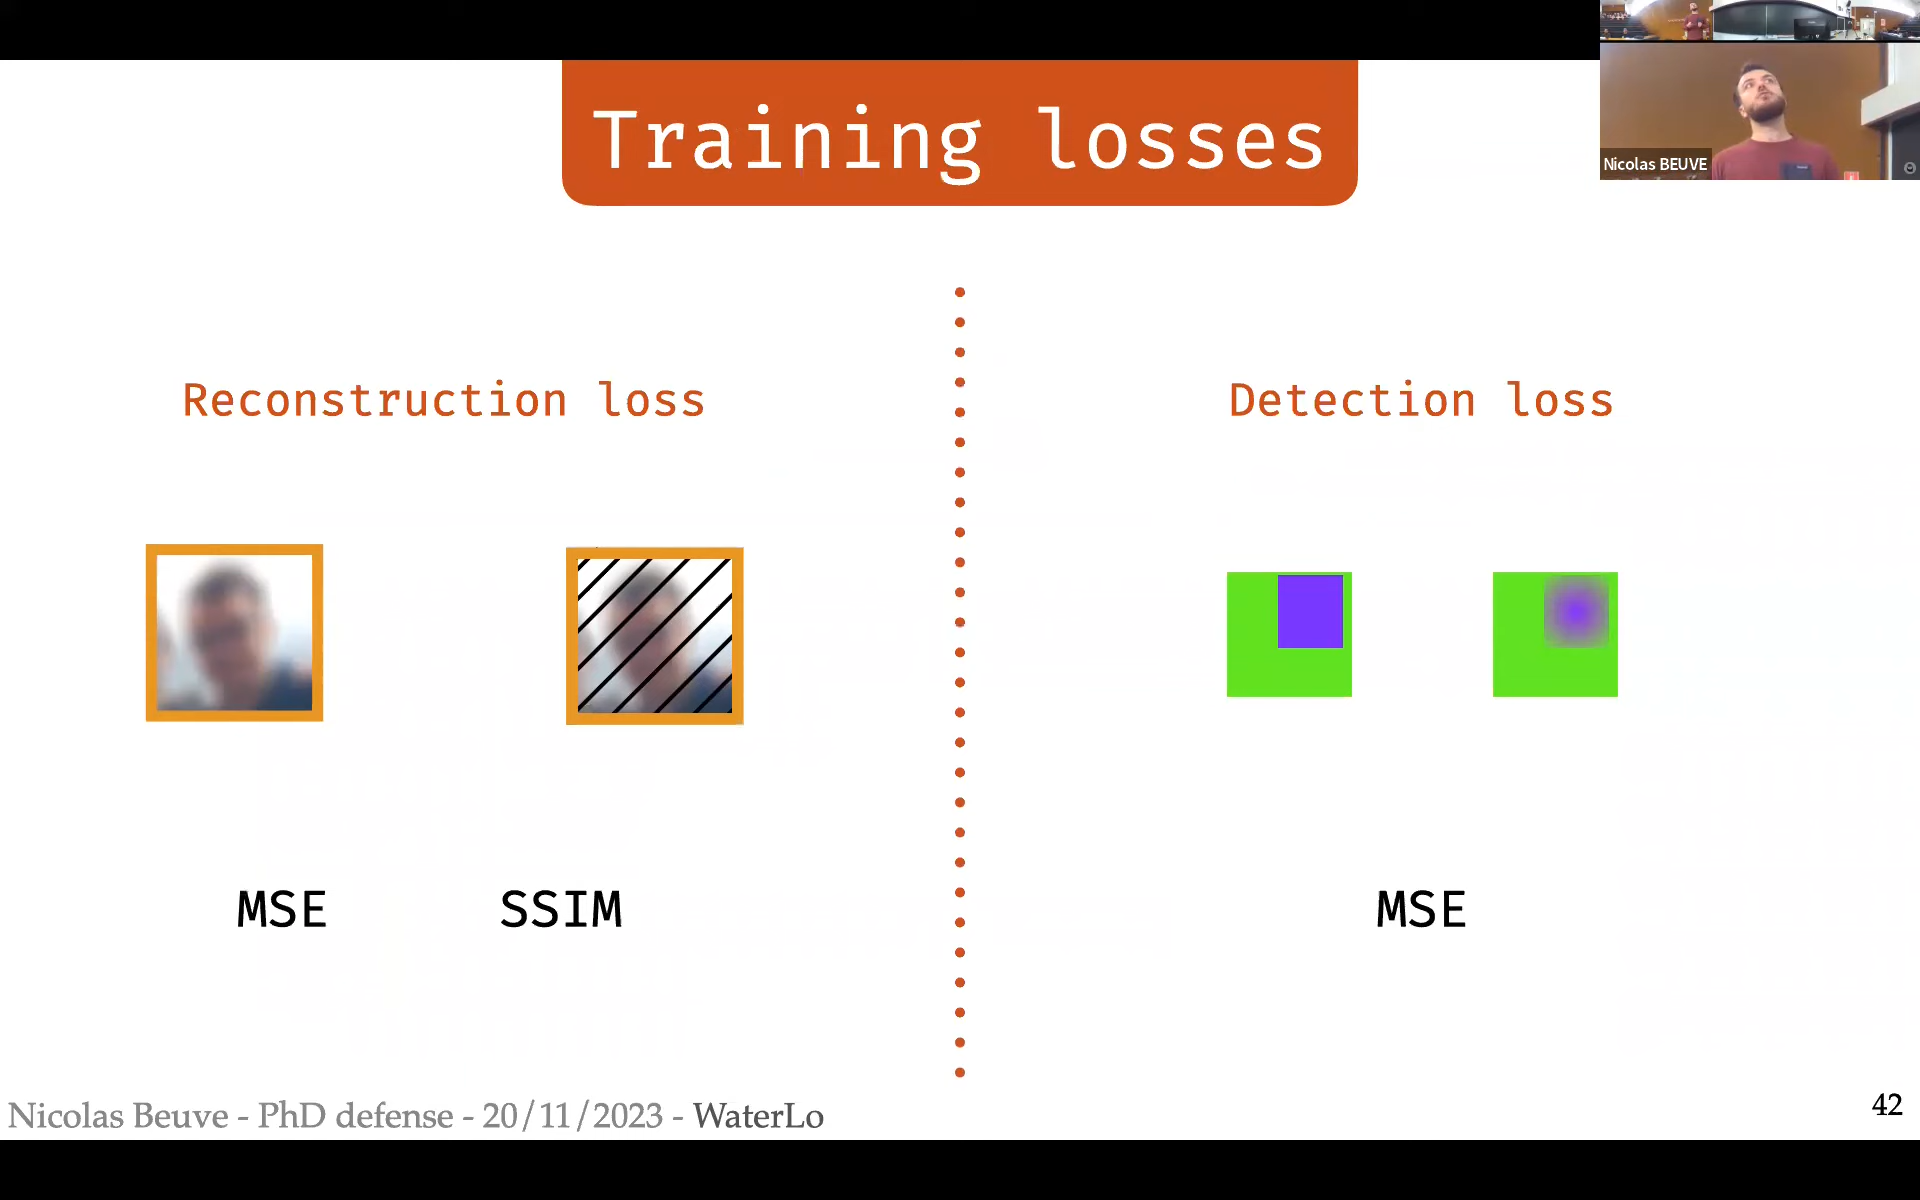 Training losses
Nicolas BEUVE
Reconstruction loss
Detection loss
MSE
SSIM
MSE
Nicolas Beuve - PhD defense - 20/11/2023 - WaterLo
42